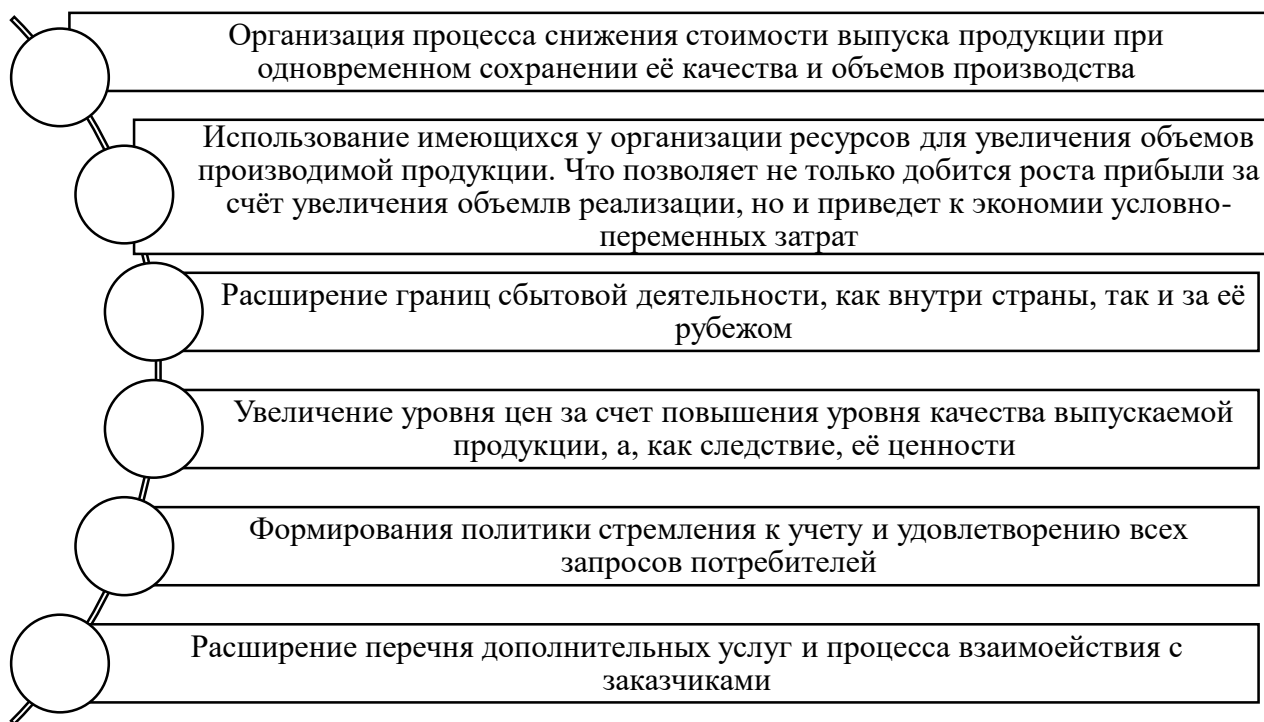 Организация процесса снижения стоимости выпуска продукции при
одновременном сохранении её качества и объемов производства
Использование имеющихся у организации ресурсов для увеличения объемов
производимой продукции. Что позволяет не только добится роста прибыли за
счёт увеличения объемлв реализации, но и приведет к экономии условно-
переменных затрат
Расширение границ сбытовой деятельности, как внутри страны, так и за её
рубежом
Увеличение уровня цен за счет повышения уровня качества выпускаемой
продукции, а, как следствие, её ценности
Формирования политики стремления к учету и удовлетворению всех
запросов потребителей
Расширение перечня дополнительных услуг и процесса взаимоействия с
заказчиками